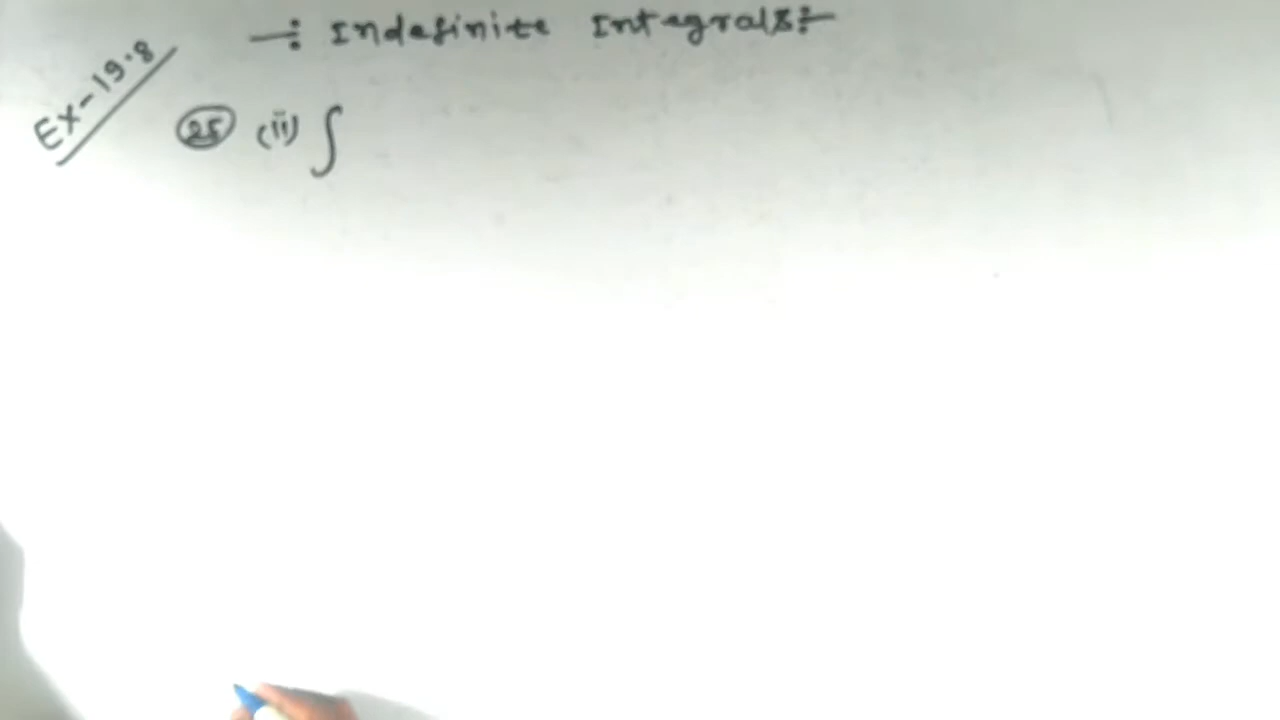 -: Indefinite Integrals:-
EX-19.8
25 (ii) ∫